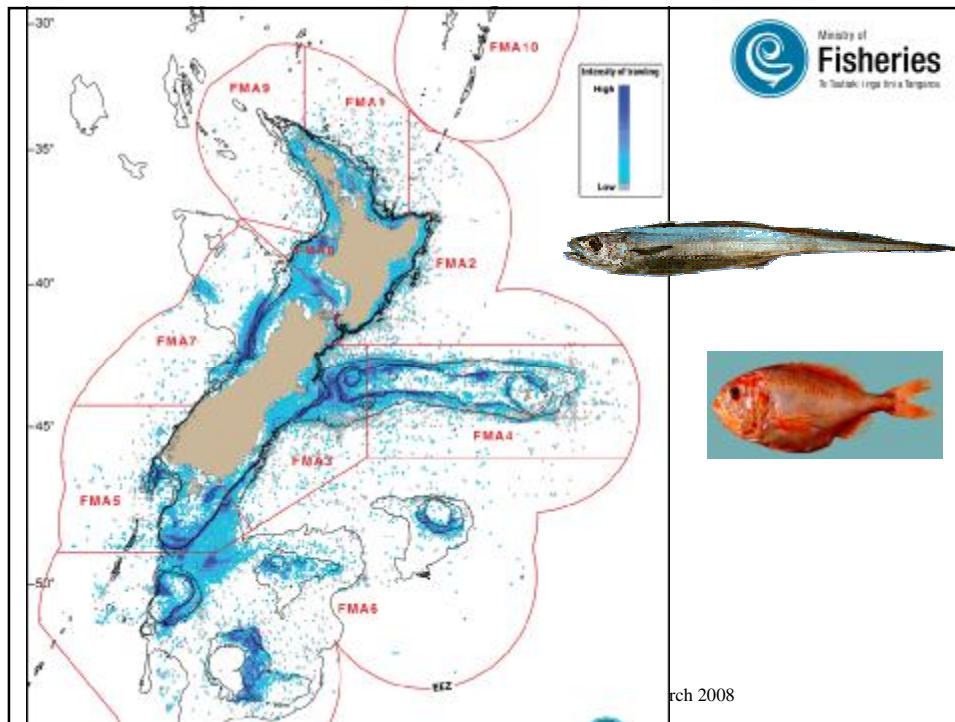 30°
FMA10
Ministry of
Fisheries
Intensity of trawling
High
FMA9
FMA1
35°
Low
FMA2
40°
FMA7
45°
FMA4
FMA3
FMA5
50°
FMA6
EEZ
rch 2008